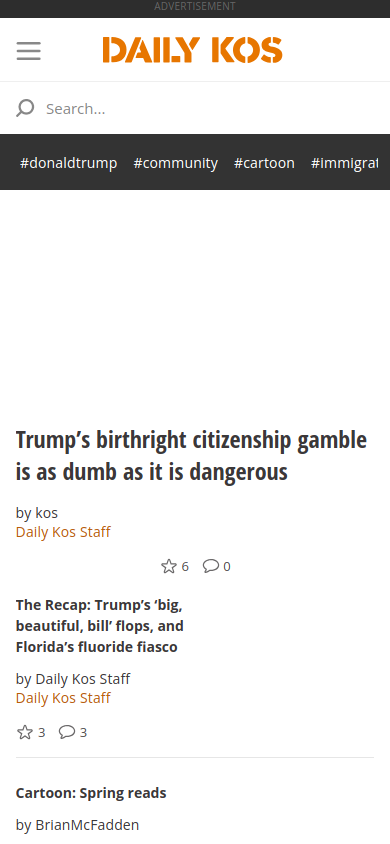 ADVERTISEMENT
DAILY KOS
Search...
#donaldtrump #community #cartoon #immigrat
Trump’s birthright citizenship gamble
is as dumb as it is dangerous
by kos
Daily Kos Staff
6 0
The Recap: Trump’s ‘big,
beautiful, bill’ flops, and
Florida’s fluoride fiasco
by Daily Kos Staff
Daily Kos Staff
3 3
Cartoon: Spring reads
by BrianMcFadden